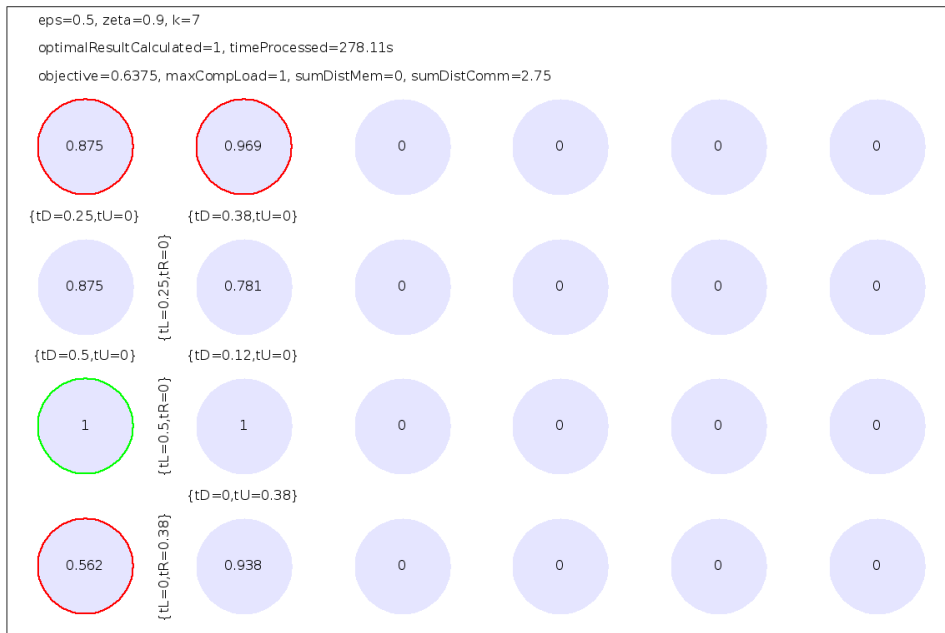 eps=0.5, zeta=0.9, k=7
optimalResultCalculated=1, timeProcessed=278.11s
objective=0.6375, maxCompLoad=1, sumDistMem=0, sumDistComm=2.75
0.875 0.969 0 0 0 0
{tD=0.25,tU=0} {tD=0.38,tU=0}
0.875 {tL=0.25,tR=0} 0.781 0 0 0 0
{tD=0.5,tU=0} {tD=0.12,tU=0}
1 {tL=0.5,tR=0} 1 0 0 0 0
{tD=0,tU=0.38}
0.562 {tL=0,tR=0.38} 0.938 0 0 0 0